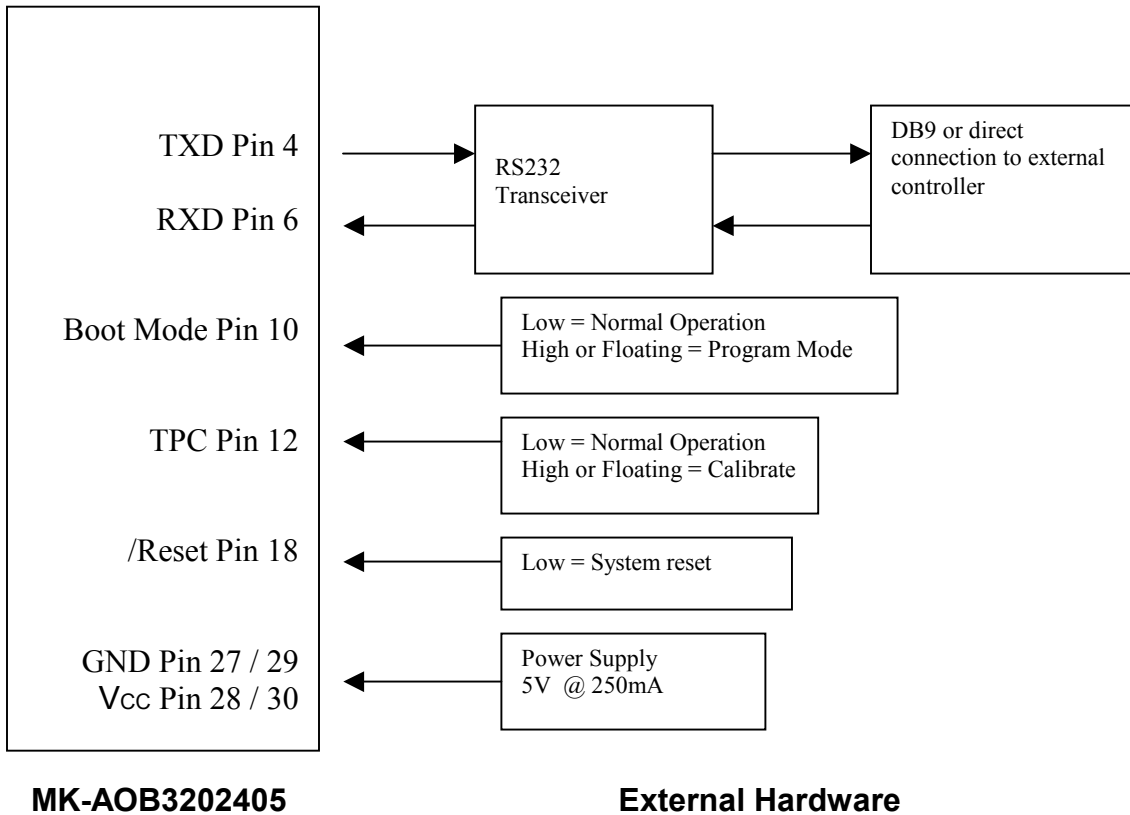 TXD Pin 4
RXD Pin 6
Boot Mode Pin 10
TPC Pin 12
/Reset Pin 18
GND Pin 27 / 29
Vcc Pin 28 / 30
RS232
Transceiver
DB9 or direct
connection to external
controller
Low = Normal Operation
High or Floating = Program Mode
Low = Normal Operation
High or Floating = Calibrate
Low = System reset
Power Supply
5V @ 250mA
MK-AOB3202405
External Hardware